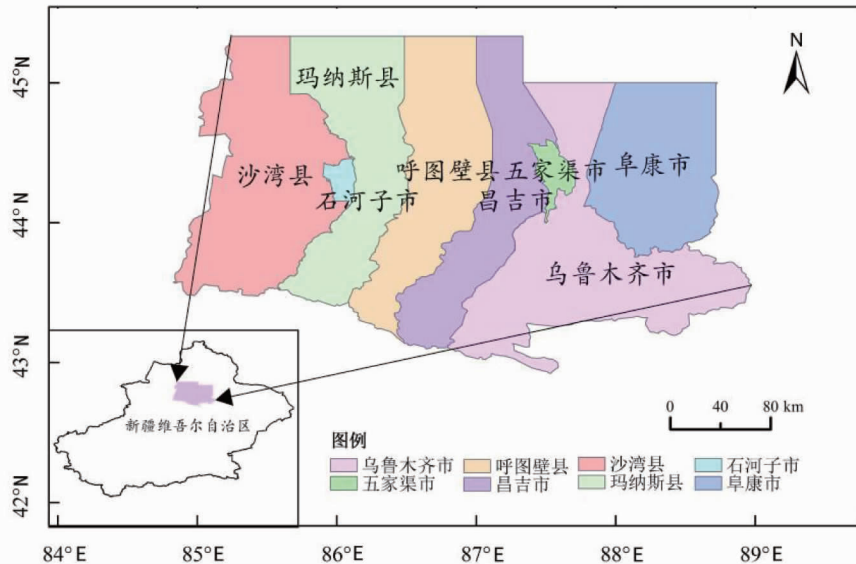 N
45°N
44°N
43°N
42°N
玛纳斯县
沙湾县
呼图壁县
五家渠市
阜康市
石河子市
昌吉市
乌鲁木齐市
新疆维吾尔自治区
0 40 80 km
图例
乌鲁木齐市 呼图壁县 沙湾县 石河子市
五家渠市 昌吉市 玛纳斯县 阜康市
84°E 85°E 86°E 87°E 88°E 89°E